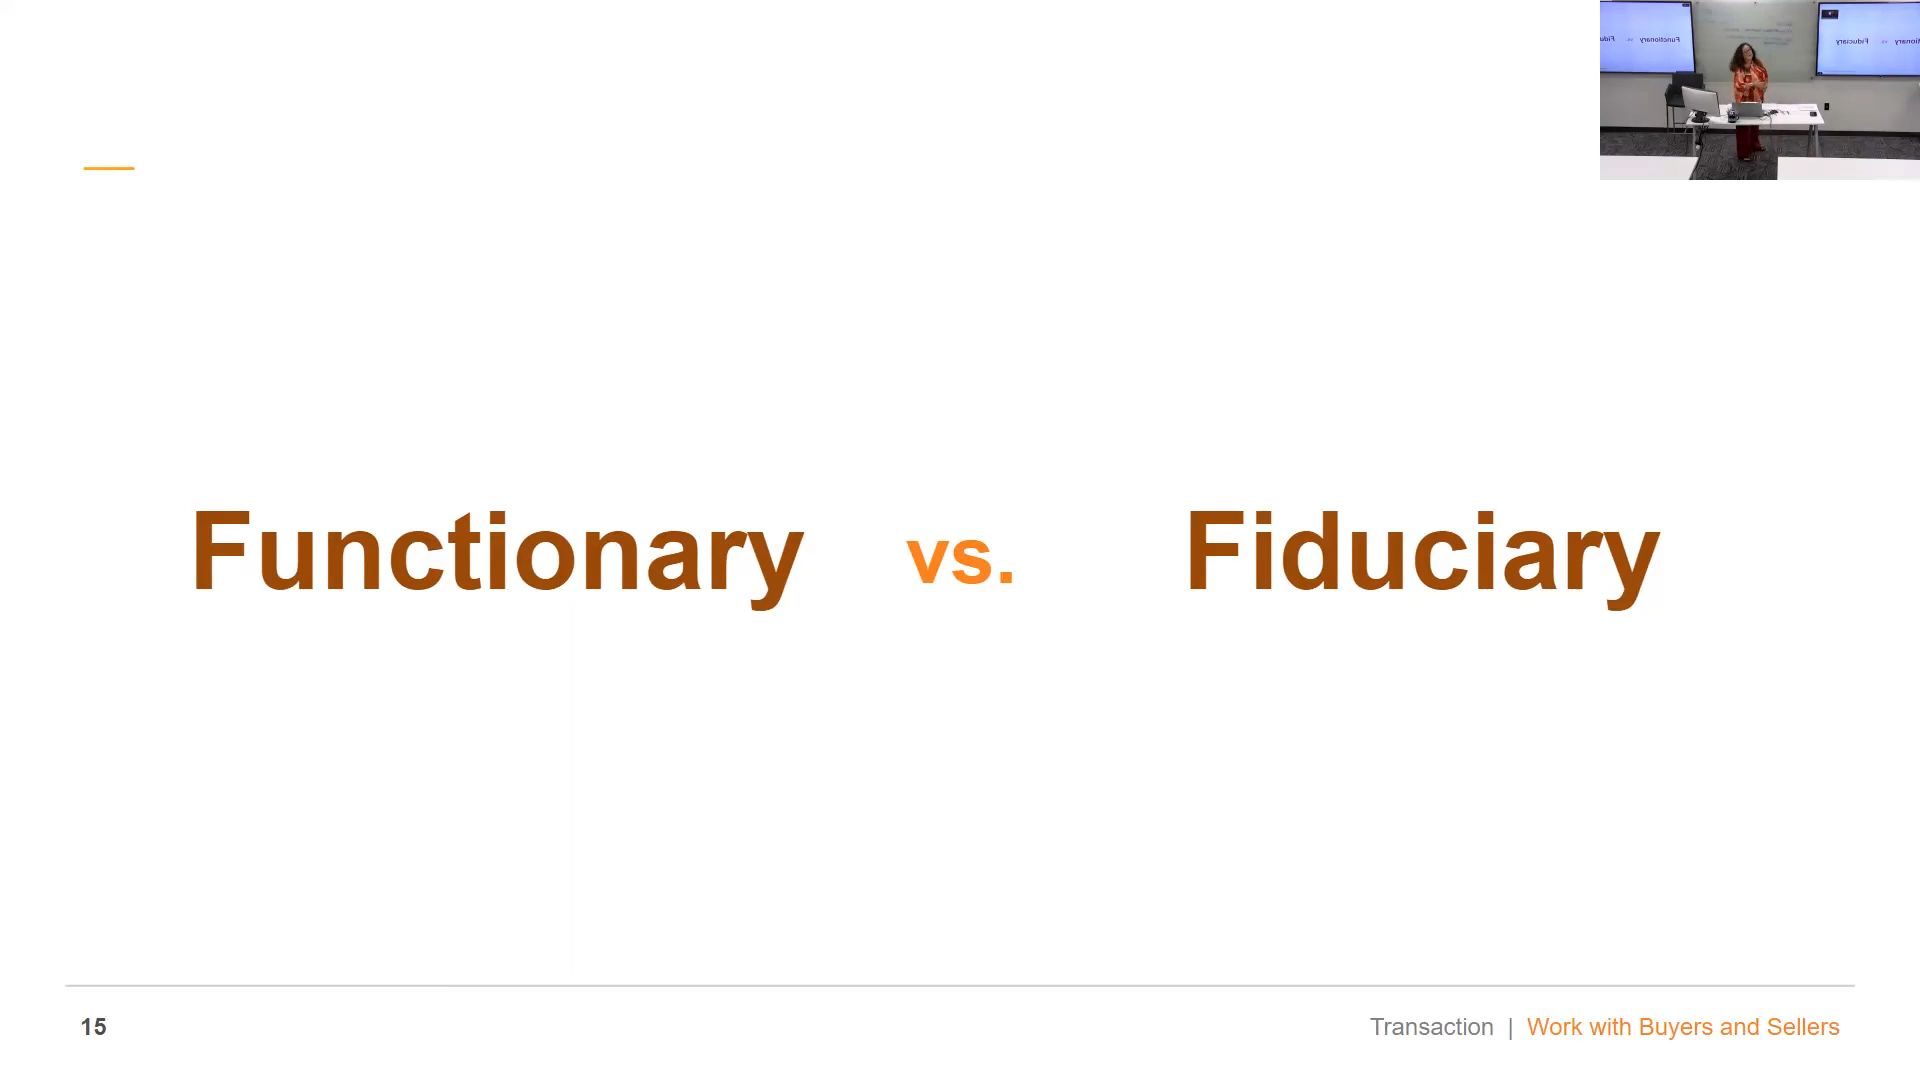 Functionary vs. Fiduciary
15
Transaction | Work with Buyers and Sellers